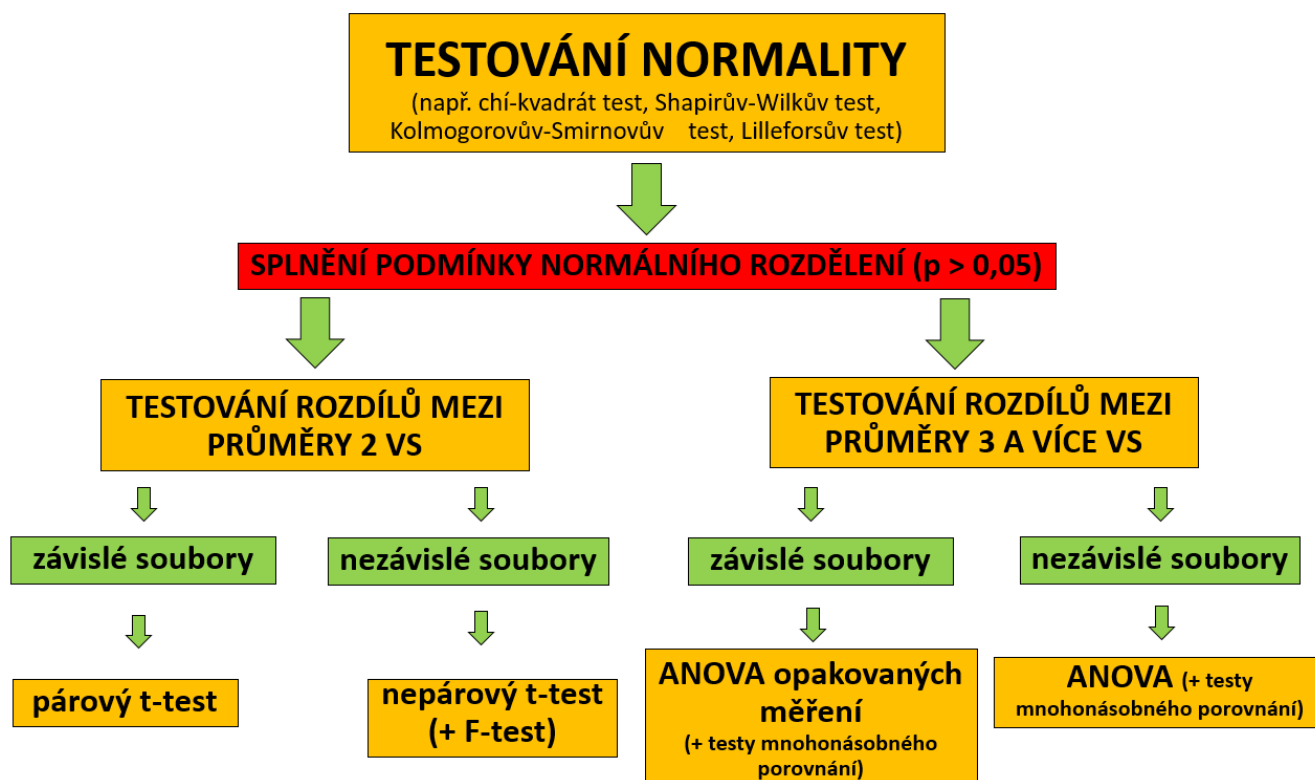 TESTOVÁNÍ NORMALITY
(např. chí-kvadrát test, Shapirův-Wilkův test,
Kolmogorovův-Smirnovův test, Lilleforsův test)
SPLNĚNÍ PODMÍNKY NORMÁLNÍHO ROZDĚLENÍ (p > 0,05)
TESTOVÁNÍ ROZDÍLŮ MEZI
PRŮMĚRY 2 VS
TESTOVÁNÍ ROZDÍLŮ MEZI
PRŮMĚRY 3 A VÍCE VS
závislé soubory
nezávislé soubory
závislé soubory
nezávislé soubory
párový t-test
nepárový t-test
(+ F-test)
ANOVA opakovaných
měření
(+ testy mnohonásobného
porovnání)
ANOVA (+ testy
mnohonásobného porovnání)